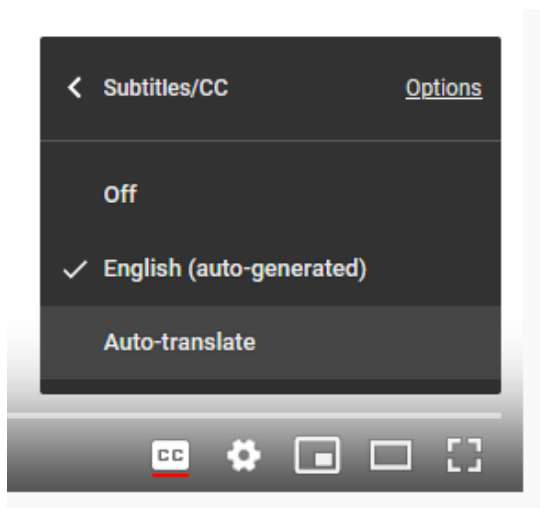 Subtitles/CC Options
Off
English (auto-generated)
Auto-translate
CC